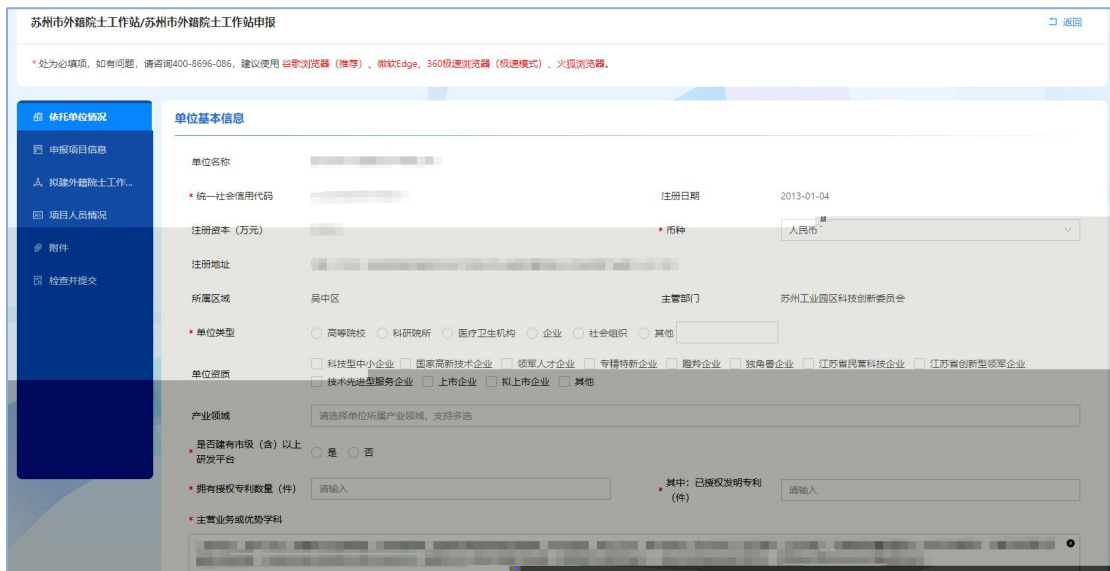 苏州市外籍院士工作站/苏州市外籍院士工作站申报
返回
* 处为必填项，如有问题，请咨询400-8696-086，建议使用 谷歌浏览器（推荐）、微软Edge、360极速浏览器（极速模式）、火狐浏览器。
依托单位情况
申报项目信息
拟建外籍院士工作...
项目人员情况
附件
检查并提交
单位基本信息
单位名称
* 统一社会信用代码
注册日期 2013-01-04
注册资本（万元）
* 币种 人民币
注册地址
所属区域 吴中区
主管部门 苏州工业园区科技创新委员会
* 单位类型 高等院校 科研院所 医疗卫生机构 企业 社会组织 其他
单位资质 科技型中小企业 国家高新技术企业 领军人才企业 专精特新企业 瞪羚企业 独角兽企业 江苏省民营科技企业 江苏省创新型领军企业
技术先进型服务企业 上市企业 拟上市企业 其他
产业领域 请选择单位所属产业领域，支持多选
* 是否建有市级（含）以上
研发平台 是 否
* 拥有授权专利数量（件） 请输入
* 其中：已授权发明专利
（件） 请输入
* 主营业务或优势学科